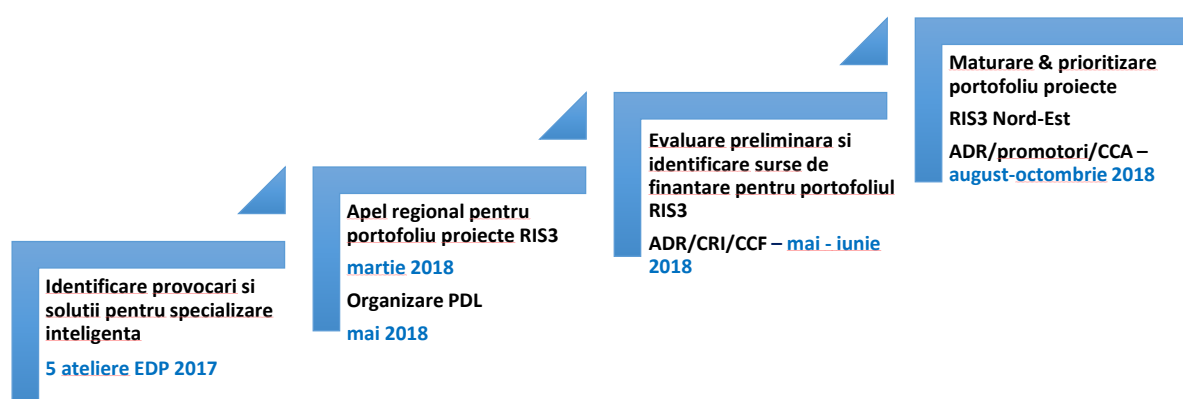 Identificare provocari si
solutii pentru specializare
inteligenta
5 ateliere EDP 2017
Apel regional pentru
portofoliu proiecte RIS3
martie 2018
Organizare PDL
mai 2018
Evaluare preliminara si
identificare surse de
finantare pentru portofoliul
RIS3
ADR/CRI/CCF – mai - iunie
2018
Maturare & prioritizare
portofoliu proiecte
RIS3 Nord-Est
ADR/promotori/CCA –
august-octombrie 2018